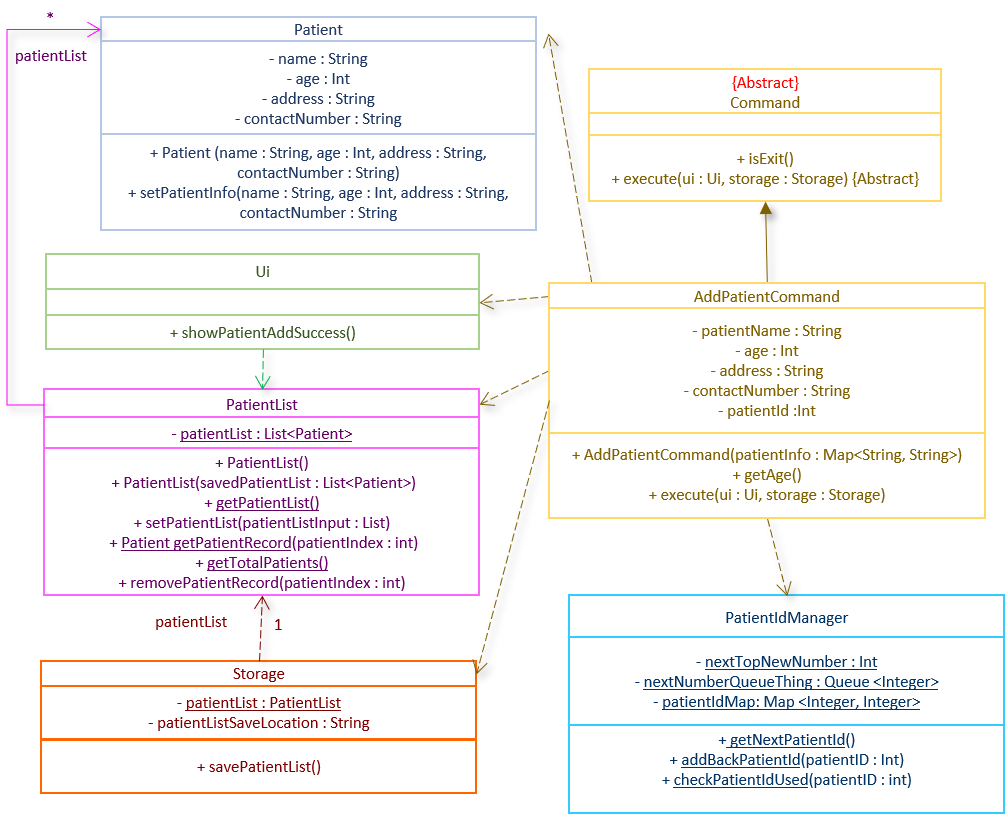 *
patientList
Patient
- name : String
- age : Int
- address : String
- contactNumber : String
+ Patient (name : String, age : Int, address : String,
contactNumber : String)
+ setPatientInfo(name : String, age : Int, address : String,
contactNumber : String
{Abstract}
Command
+ isExit()
+ execute(ui : Ui, storage : Storage) {Abstract}
Ui
+ showPatientAddSuccess()
AddPatientCommand
- patientName : String
- age : Int
- address : String
- contactNumber : String
- patientId :Int
+ AddPatientCommand(patientInfo : Map<String, String>)
+ getAge()
+ execute(ui : Ui, storage : Storage)
PatientList
- patientList : List<Patient>
+ PatientList()
+ PatientList(savedPatientList : List<Patient>)
+ getPatientList()
+ setPatientList(patientListInput : List)
+ Patient getPatientRecord(patientIndex : int)
+ getTotalPatients()
+ removePatientRecord(patientIndex : int)
patientList
1
Storage
- patientList : PatientList
- patientListSaveLocation : String
+ savePatientList()
PatientIdManager
- nextTopNewNumber : Int
- nextNumberQueueThing : Queue <Integer>
- patientIdMap: Map <Integer, Integer>
+ getNextPatientId()
+ addBackPatientId(patientID : Int)
+ checkPatientIdUsed(patientID : int)